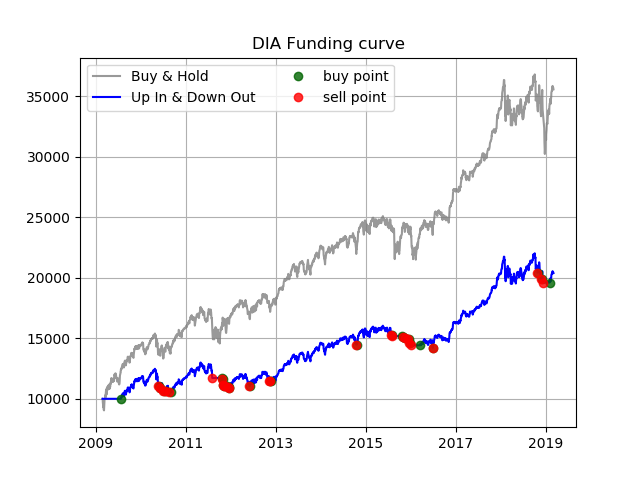 DIA Funding curve
Buy & Hold
Up In & Down Out
buy point
sell point
35000
30000
25000
20000
15000
10000
2009 2011 2013 2015 2017 2019